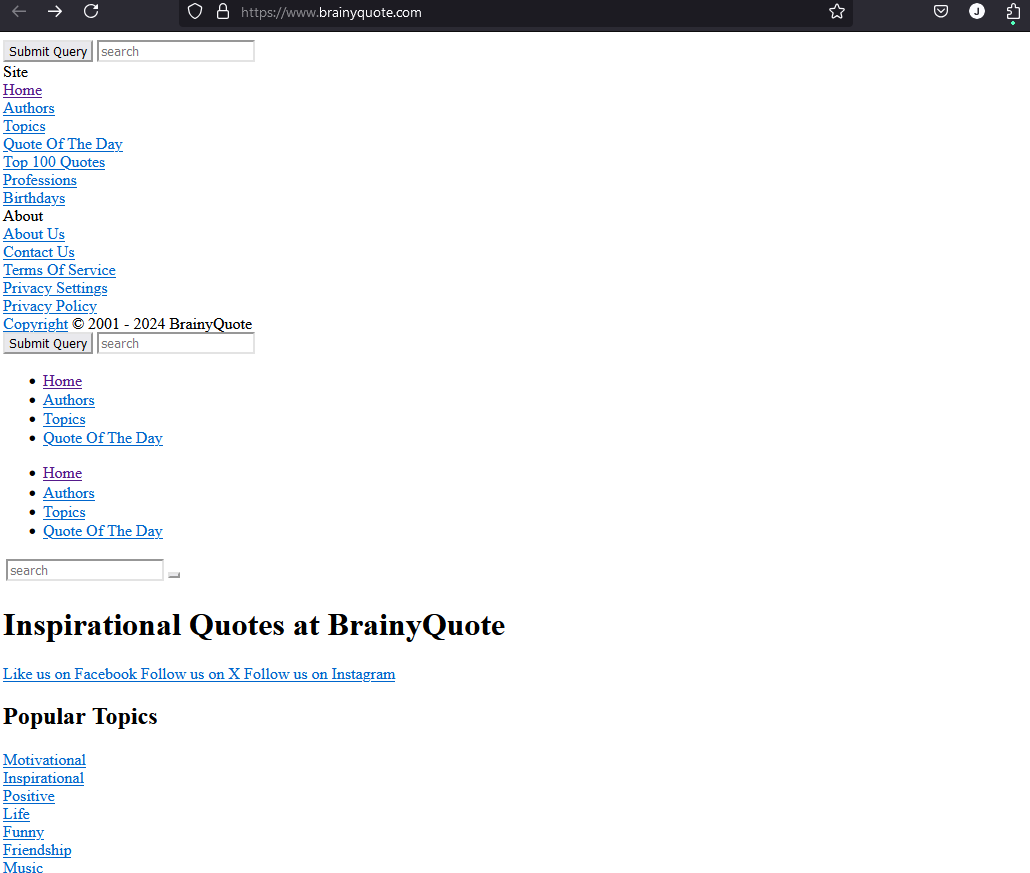 https://www.brainyquote.com
J
Submit Query search
Site
Home
Authors
Topics
Quote Of The Day
Top 100 Quotes
Professions
Birthdays
About
About Us
Contact Us
Terms Of Service
Privacy Settings
Privacy Policy
Copyright © 2001 - 2024 BrainyQuote
Submit Query search
Home
Authors
Topics
Quote Of The Day
Home
Authors
Topics
Quote Of The Day
search
Inspirational Quotes at BrainyQuote
Like us on Facebook Follow us on X Follow us on Instagram
Popular Topics
Motivational
Inspirational
Positive
Life
Funny
Friendship
Music